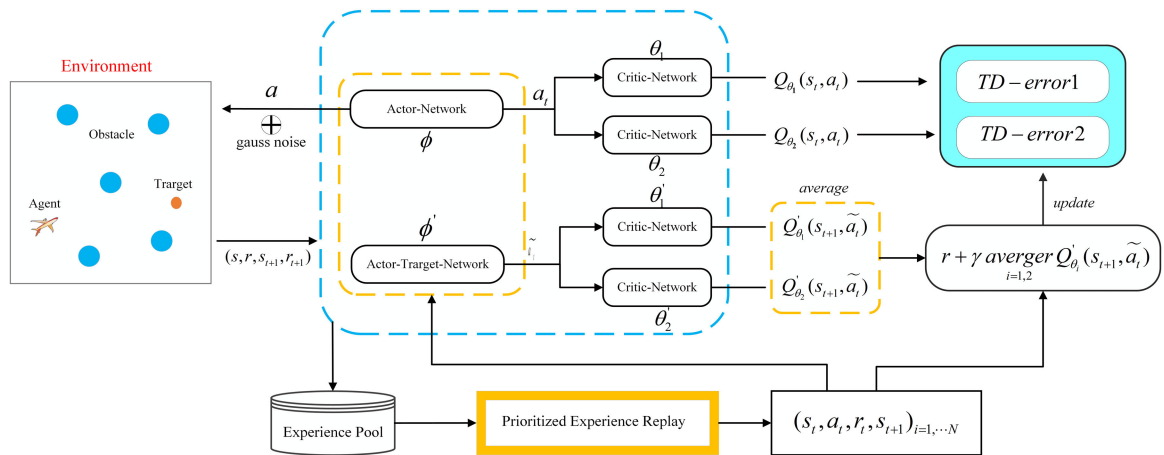 Environment
Obstacle
Agent
Trarget
a
gauss noise
(s,r,s_{t+1},r_{t+1})
Actor-Network
ϕ
a_t
ϕ'
Actor-Trarget-Network
θ_1
Critic-Network
Critic-Network
θ_2
θ_1'
Critic-Network
Critic-Network
θ_2'
Q_{θ_1}(s_t,a_t)
Q_{θ_2}(s_t,a_t)
average
Q'_{θ_1}(s_{t+1},ã_t)
Q'_{θ_2}(s_{t+1},ã_t)
TD-error1
TD-error2
update
r+γ averger Q'_{θ_i}(s_{t+1},ã_t)
i=1,2
Experience Pool
Prioritized Experience Replay
(s_t,a_t,r_t,s_{t+1})_{i=1,⋯N}